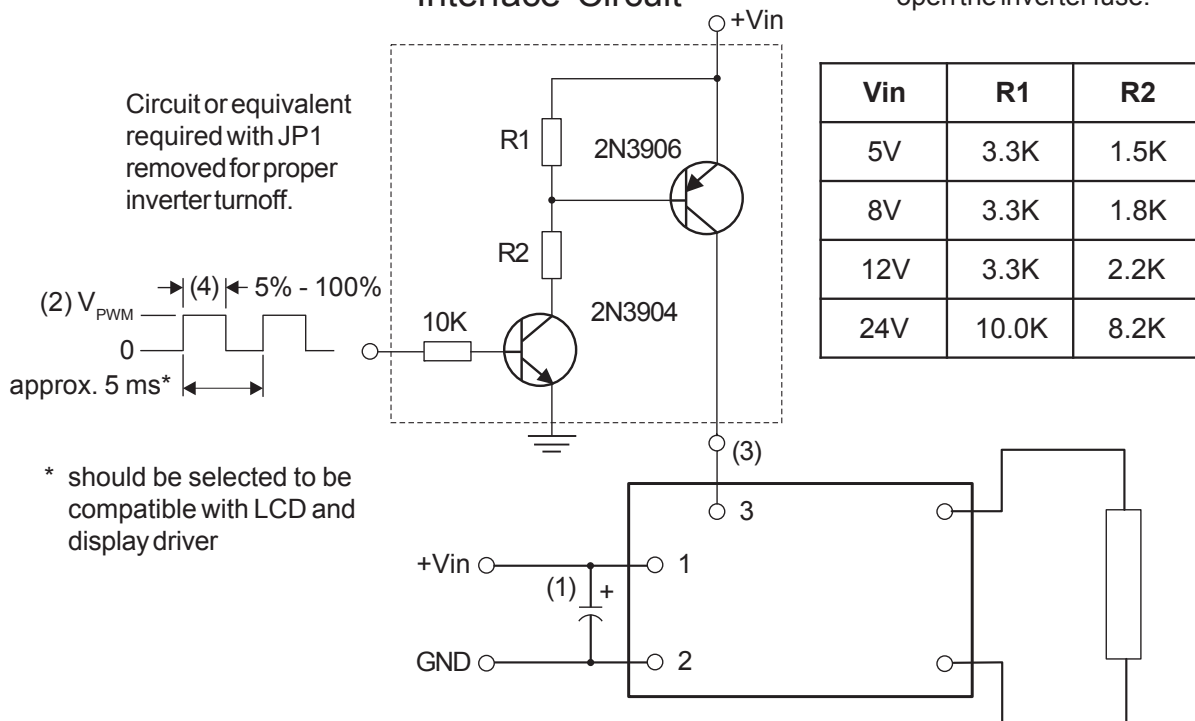 Interface Circuit
open the inverter fuse.
+Vin
Circuit or equivalent
required with JP1
removed for proper
inverter turnoff.
R1
2N3906
R2
2N3904
10K
(2) VPWM
(4)
5% - 100%
0
approx. 5 ms*
* should be selected to be
compatible with LCD and
display driver
Vin R1 R2
5V 3.3K 1.5K
8V 3.3K 1.8K
12V 3.3K 2.2K
24V 10.0K 8.2K
(3)
3
+Vin
1
(1)
+
GND
2